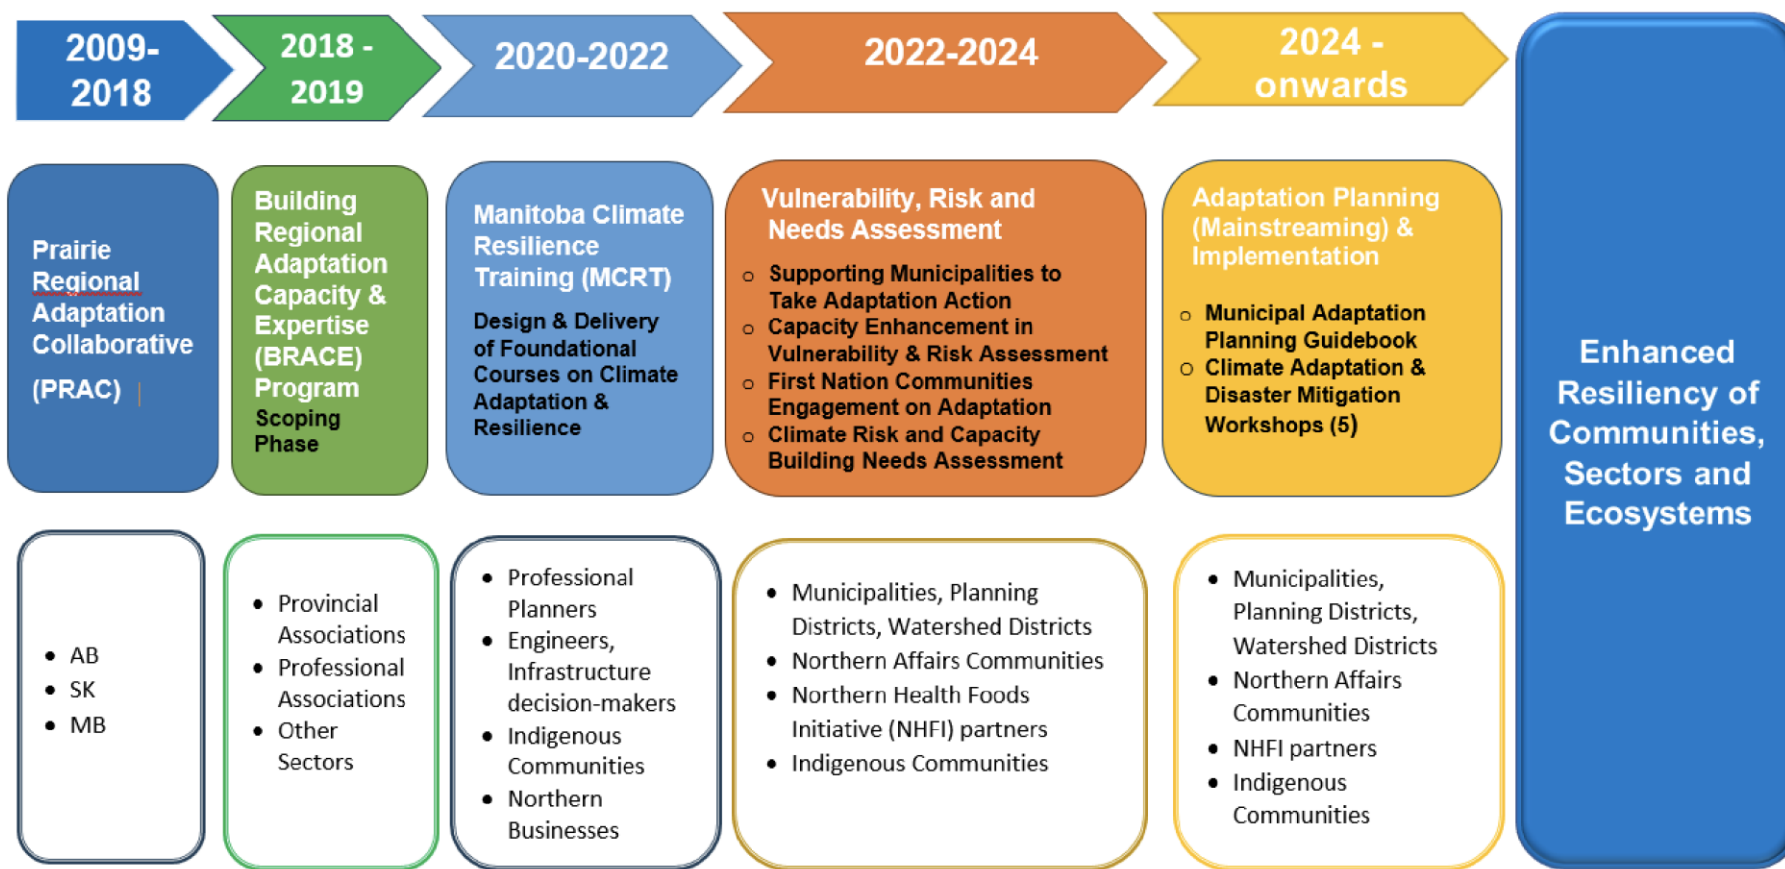 2009-
2018
2018 -
2019
2020-2022
2022-2024
2024 -
onwards
Prairie
Regional
Adaptation
Collaborative
(PRAC)
Building
Regional
Adaptation
Capacity &
Expertise
(BRACE)
Program
Scoping
Phase
Manitoba Climate
Resilience
Training (MCRT)
Design & Delivery
of Foundational
Courses on Climate
Adaptation &
Resilience
Vulnerability, Risk and
Needs Assessment
o Supporting Municipalities to
Take Adaptation Action
o Capacity Enhancement in
Vulnerability & Risk Assessment
o First Nation Communities
Engagement on Adaptation
o Climate Risk and Capacity
Building Needs Assessment
Adaptation Planning
(Mainstreaming) &
Implementation
o Municipal Adaptation
Planning Guidebook
o Climate Adaptation &
Disaster Mitigation
Workshops (5)
Enhanced
Resiliency of
Communities,
Sectors and
Ecosystems
• AB
• SK
• MB
• Provincial
Associations
• Professional
Associations
• Other
Sectors
• Professional
Planners
• Engineers,
Infrastructure
decision-makers
• Indigenous
Communities
• Northern
Businesses
• Municipalities, Planning
Districts, Watershed Districts
• Northern Affairs Communities
• Northern Health Foods
Initiative (NHFI) partners
• Indigenous Communities
• Municipalities,
Planning Districts,
Watershed Districts
• Northern Affairs
Communities
• NHFI partners
• Indigenous
Communities